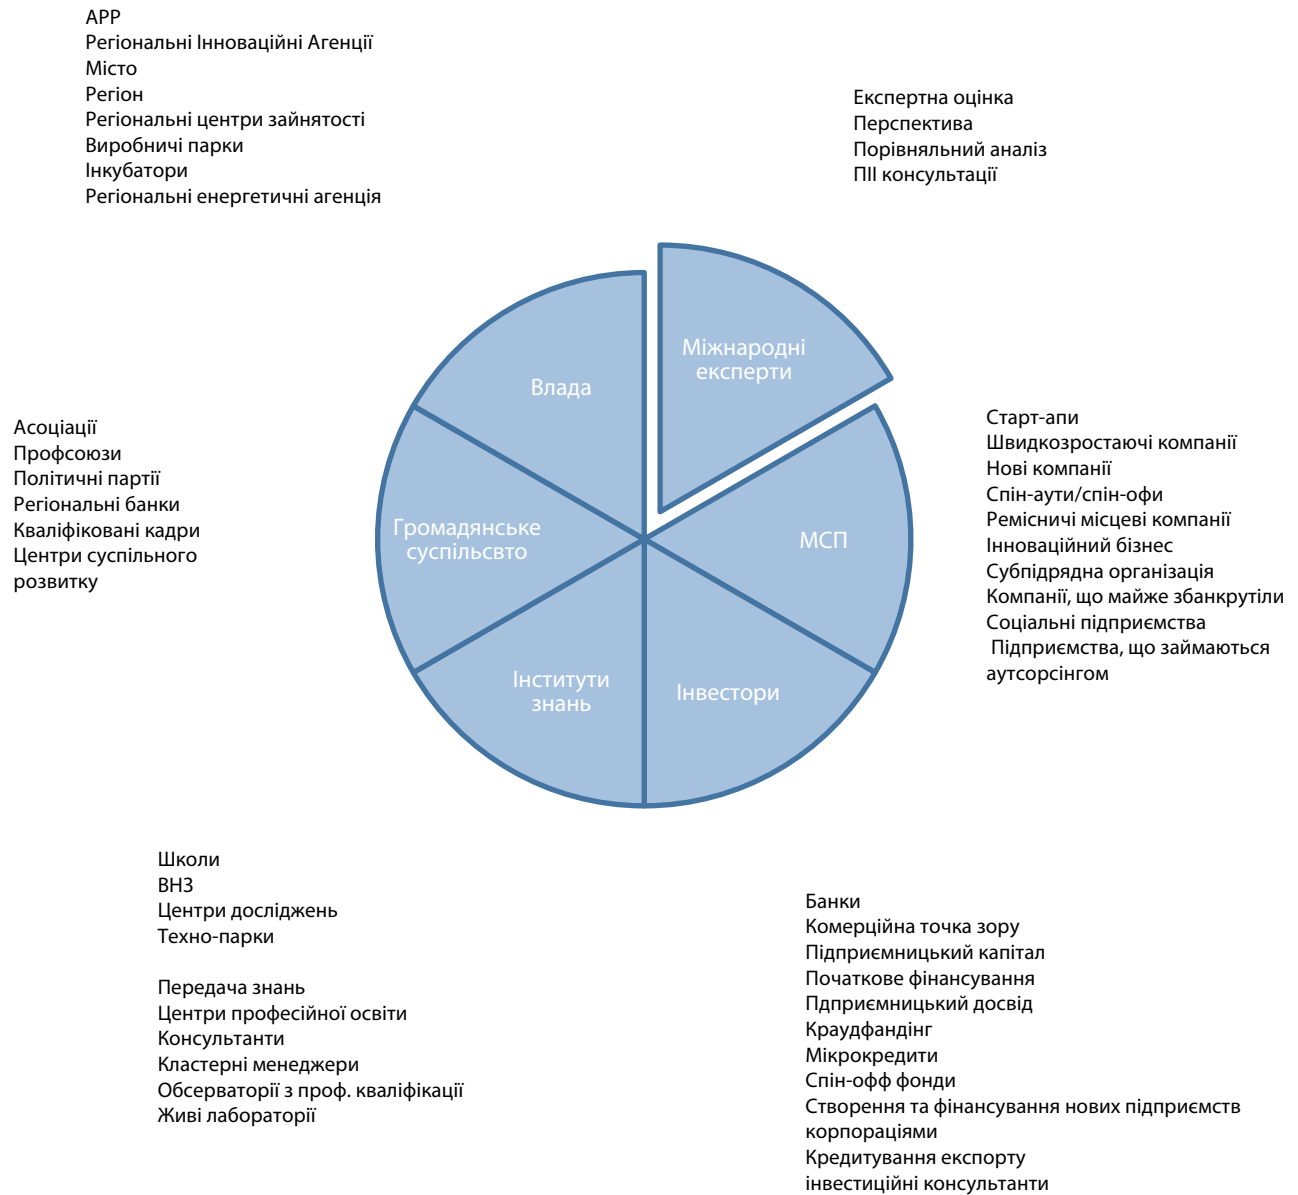 АРР
Регіональні Інноваційні Агенції
Місто
Регіон
Регіональні центри зайнятості
Виробничі парки
Інкубатори
Регіональні енергетичні агенція
Експертна оцінка
Перспектива
Порівняльний аналіз
ПІІ консультації
Міжнародні
експерти
Влада
Асоціації
Профсоюзи
Політичні партії
Регіональні банки
Кваліфіковані кадри
Центри суспільного
розвитку
Громадянське
суспільсвто
МСП
Старт-апи
Швидкозростаючі компанії
Нові компанії
Спін-аути/спін-офи
Ремісничі місцеві компанії
Інноваційний бізнес
Субпідрядна організація
Компанії, що майже збанкрутіли
Соціальні підприємства
Підприємства, що займаються
аутсорсінгом
Інститути
знань
Інвестори
Школи
ВНЗ
Центри досліджень
Техно-парки
Передача знань
Центри професійної освіти
Консультанти
Кластерні менеджери
Обсерваторії з проф. кваліфікації
Живі лабораторії
Банки
Комерційна точка зору
Підприємницький капітал
Початкове фінансування
Пдприємницький досвід
Краудфандінг
Мікрокредити
Спін-офф фонди
Створення та фінансування нових підприємств
корпораціями
Кредитування експорту
інвестиційні консультанти